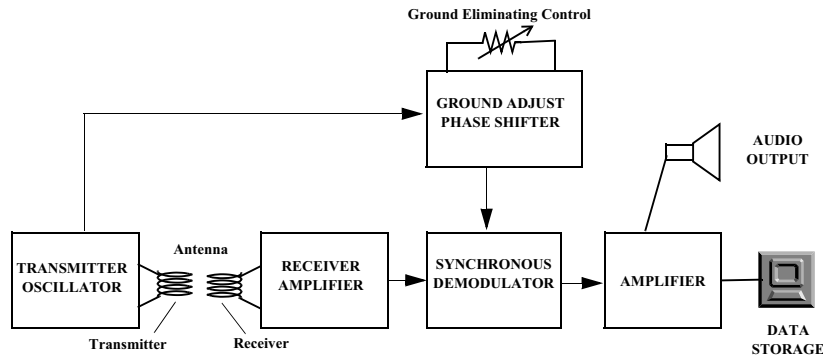 Ground Eliminating Control
GROUND ADJUST
PHASE SHIFTER
AUDIO
OUTPUT
TRANSMITTER
OSCILLATOR
Antenna
RECEIVER
AMPLIFIER
SYNCHRONOUS
DEMODULATOR
AMPLIFIER
Transmitter
Receiver
DATA
STORAGE